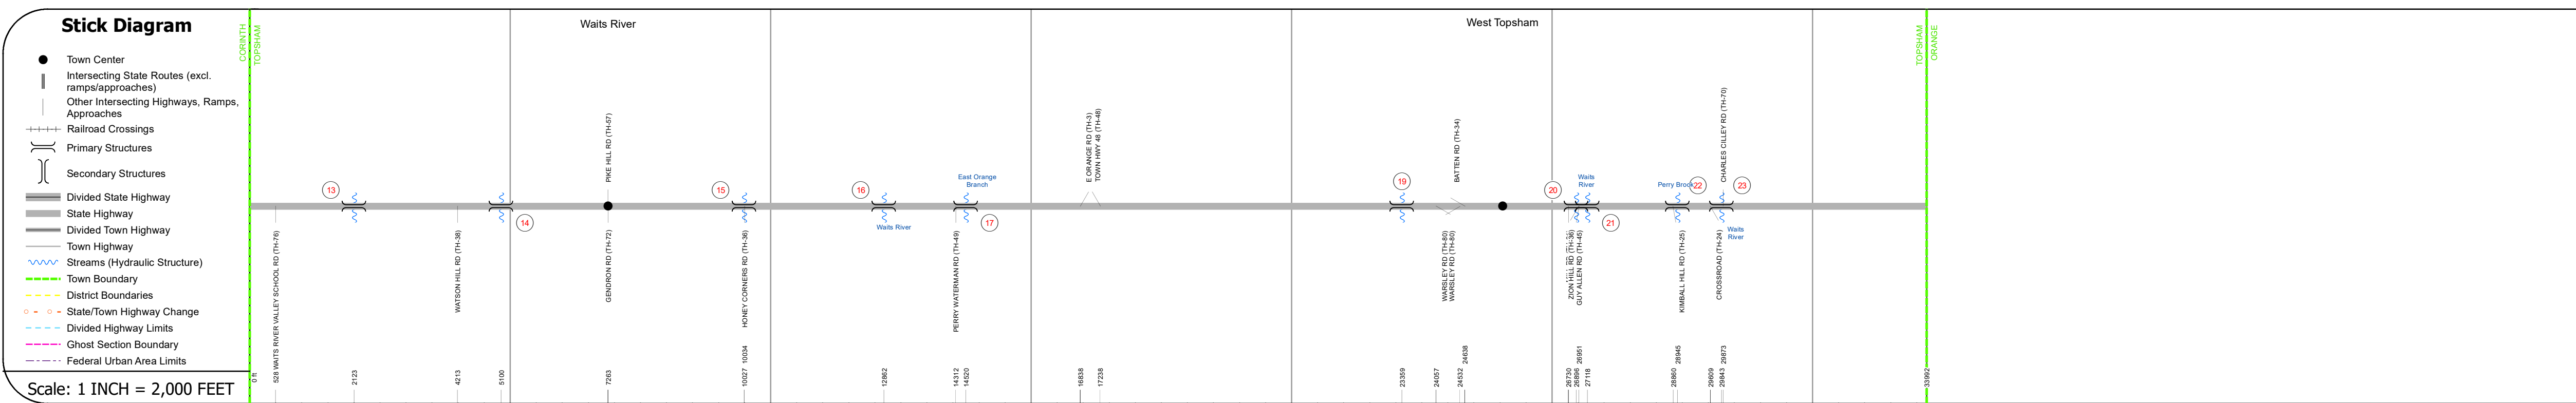 Stick Diagram
Town Center
Intersecting State Routes (excl.
ramps/approaches)
Other Intersecting Highways, Ramps,
Approaches
Railroad Crossings
Primary Structures
Secondary Structures
Divided State Highway
State Highway
Divided Town Highway
Town Highway
Streams (Hydraulic Structure)
Town Boundary
District Boundaries
State/Town Highway Change
Divided Highway Limits
Ghost Section Boundary
Federal Urban Area Limits
Scale: 1 INCH = 2,000 FEET
CORINTH
TOPSHAM
Waits River
West Topsham
TOPSHAM
ORANGE
PIKE HILL RD (TH-57)
E ORANGE RD (TH-3)
TOWN HWY 48 (TH-48)
BATTEN RD (TH-34)
CHARLES CILLEY RD (TH-70)
13
14
15
16
East Orange
Branch
17
19
20
Waits
River
21
Perry Brook
22
23
Waits River
Waits
River
WAITS RIVER VALLEY SCHOOL RD (TH-76)
WATSON HILL RD (TH-38)
GENDRON RD (TH-72)
HONEY CORNERS RD (TH-36)
PERRY WATERMAN RD (TH-49)
WARSLEY RD (TH-80)
WARSLEY RD (TH-80)
ZION HILL RD (TH-36)
GUY ALLEN RD (TH-45)
KIMBALL HILL RD (TH-25)
CROSSROAD (TH-24)
0 ft
528
2123
4213
5100
7263
10027
10034
12862
14312
14520
16838
17238
23359
24057
24532
24638
26730
26896
26951
27118
28860
28945
29609
29843
29873
33992